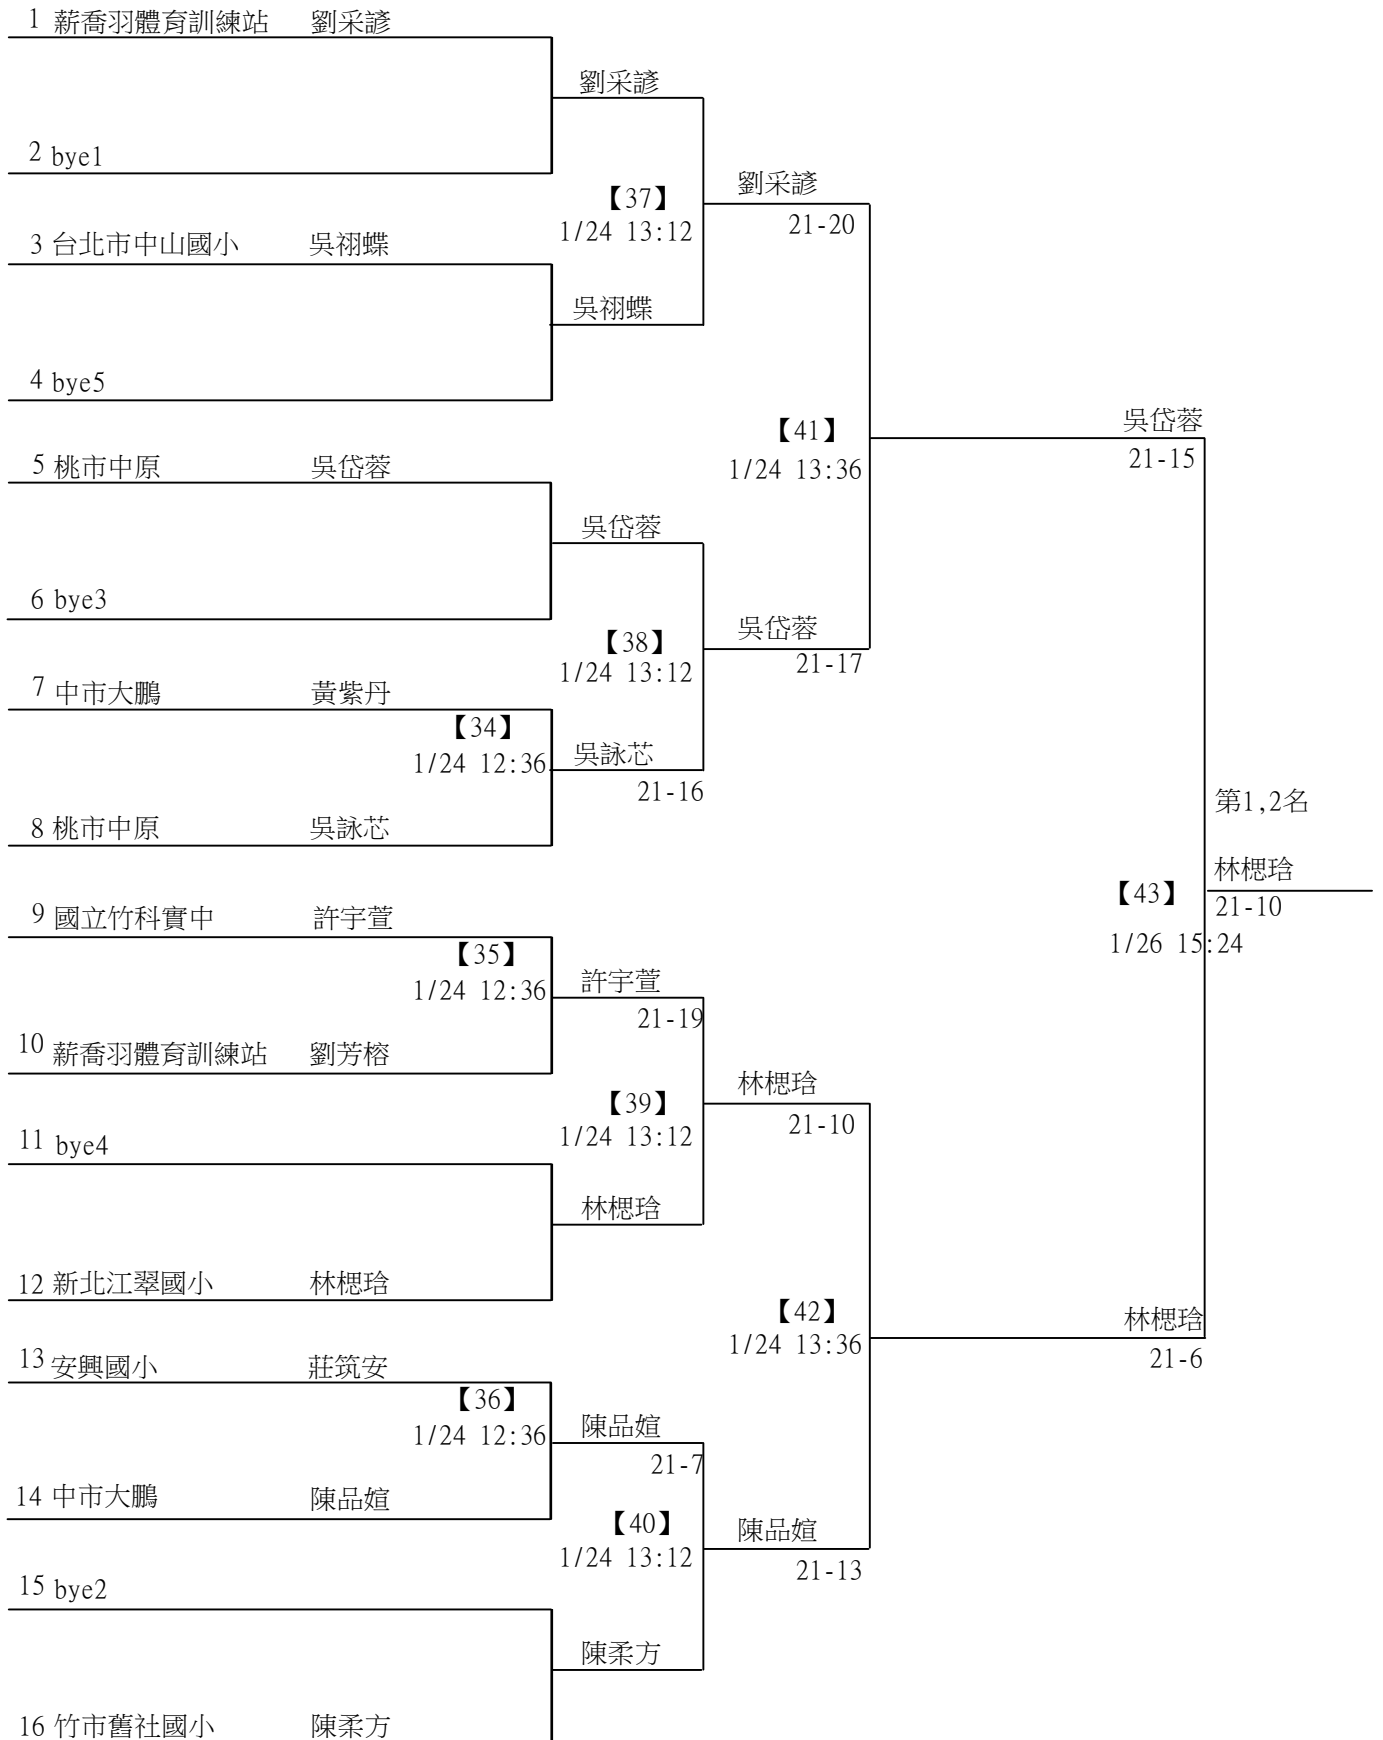 1 薪喬羽體育訓練站 劉采諺
劉采諺
2 bye1
【37】
1/24 13:12
劉采諺
21-20
3 台北市中山國小 吳祤蝶
吳祤蝶
4 bye5
【41】
1/24 13:36
吳岱蓉
21-15
5 桃市中原 吳岱蓉
吳岱蓉
6 bye3
【38】
1/24 13:12
吳岱蓉
21-17
7 中市大鵬 黃紫丹
【34】
1/24 12:36
吳詠芯
21-16
8 桃市中原 吳詠芯
第1,2名
林楒琀
21-10
【43】
1/26 15:24
9 國立竹科實中 許宇萱
【35】
1/24 12:36
許宇萱
21-19
10 薪喬羽體育訓練站 劉芳榕
【39】
1/24 13:12
林楒琀
21-10
11 bye4
林楒琀
12 新北江翠國小 林楒琀
【42】
1/24 13:36
林楒琀
21-6
13 安興國小 莊筑安
【36】
1/24 12:36
陳品媗
21-7
14 中市大鵬 陳品媗
【40】
1/24 13:12
陳品媗
21-13
15 bye2
陳柔方
16 竹市舊社國小 陳柔方